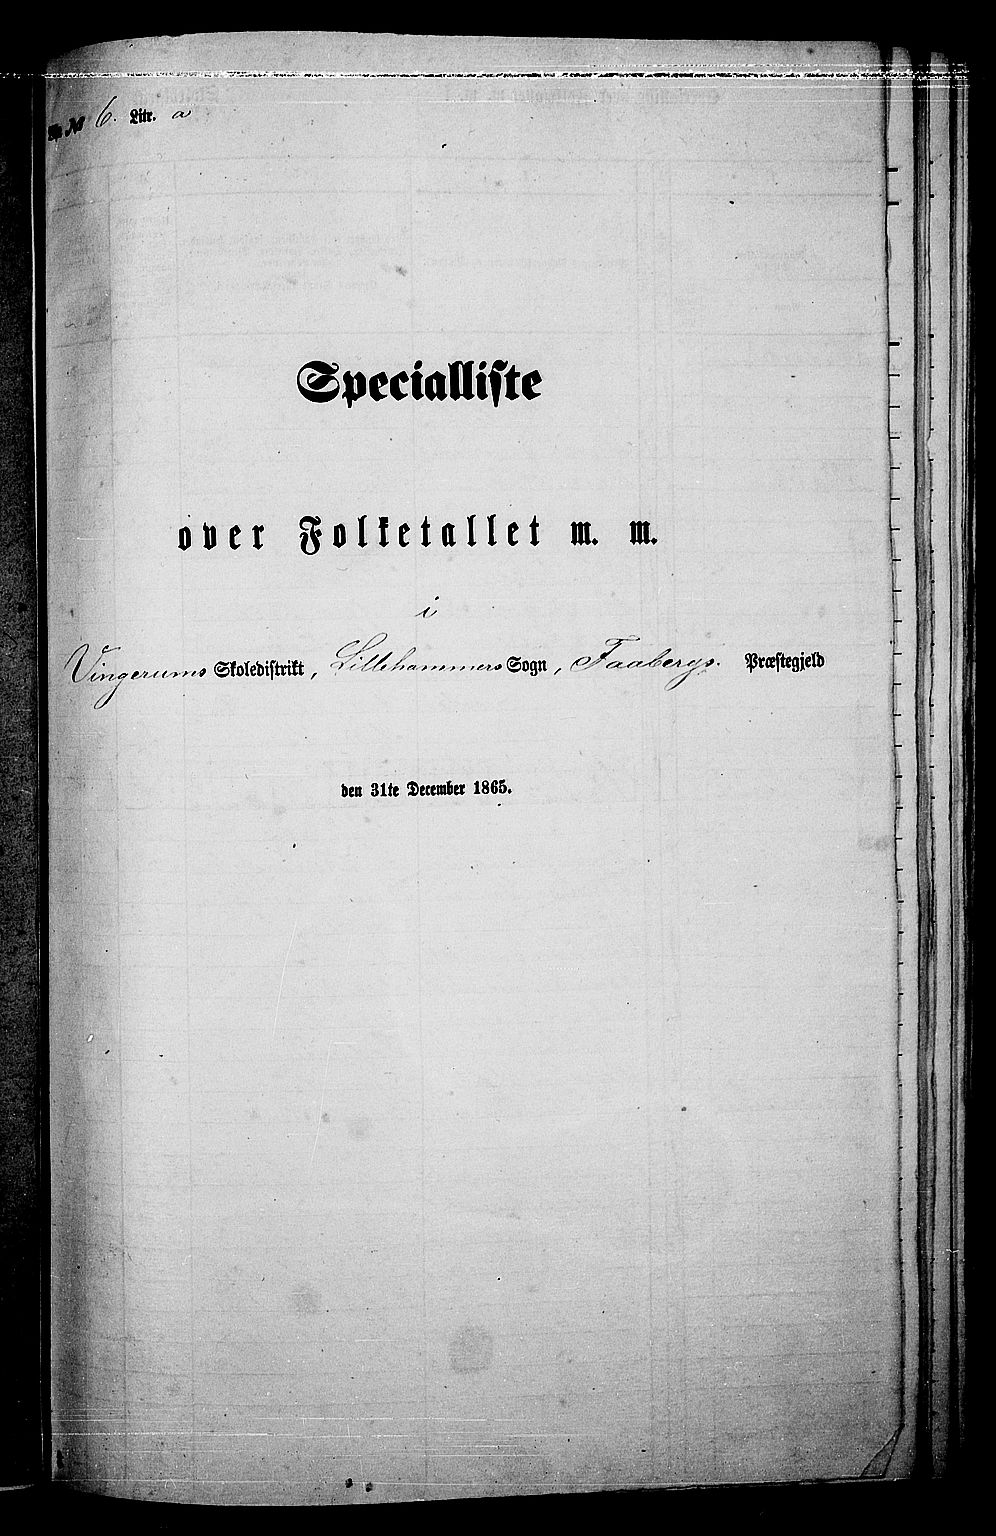 № 6. Litr. a
Specialliste
over Folketallet m. m.
i
Vingerums Skoledistrikt, Lillehammers Sogn, Faabergs. Præstegjeld
den 31te December 1865.